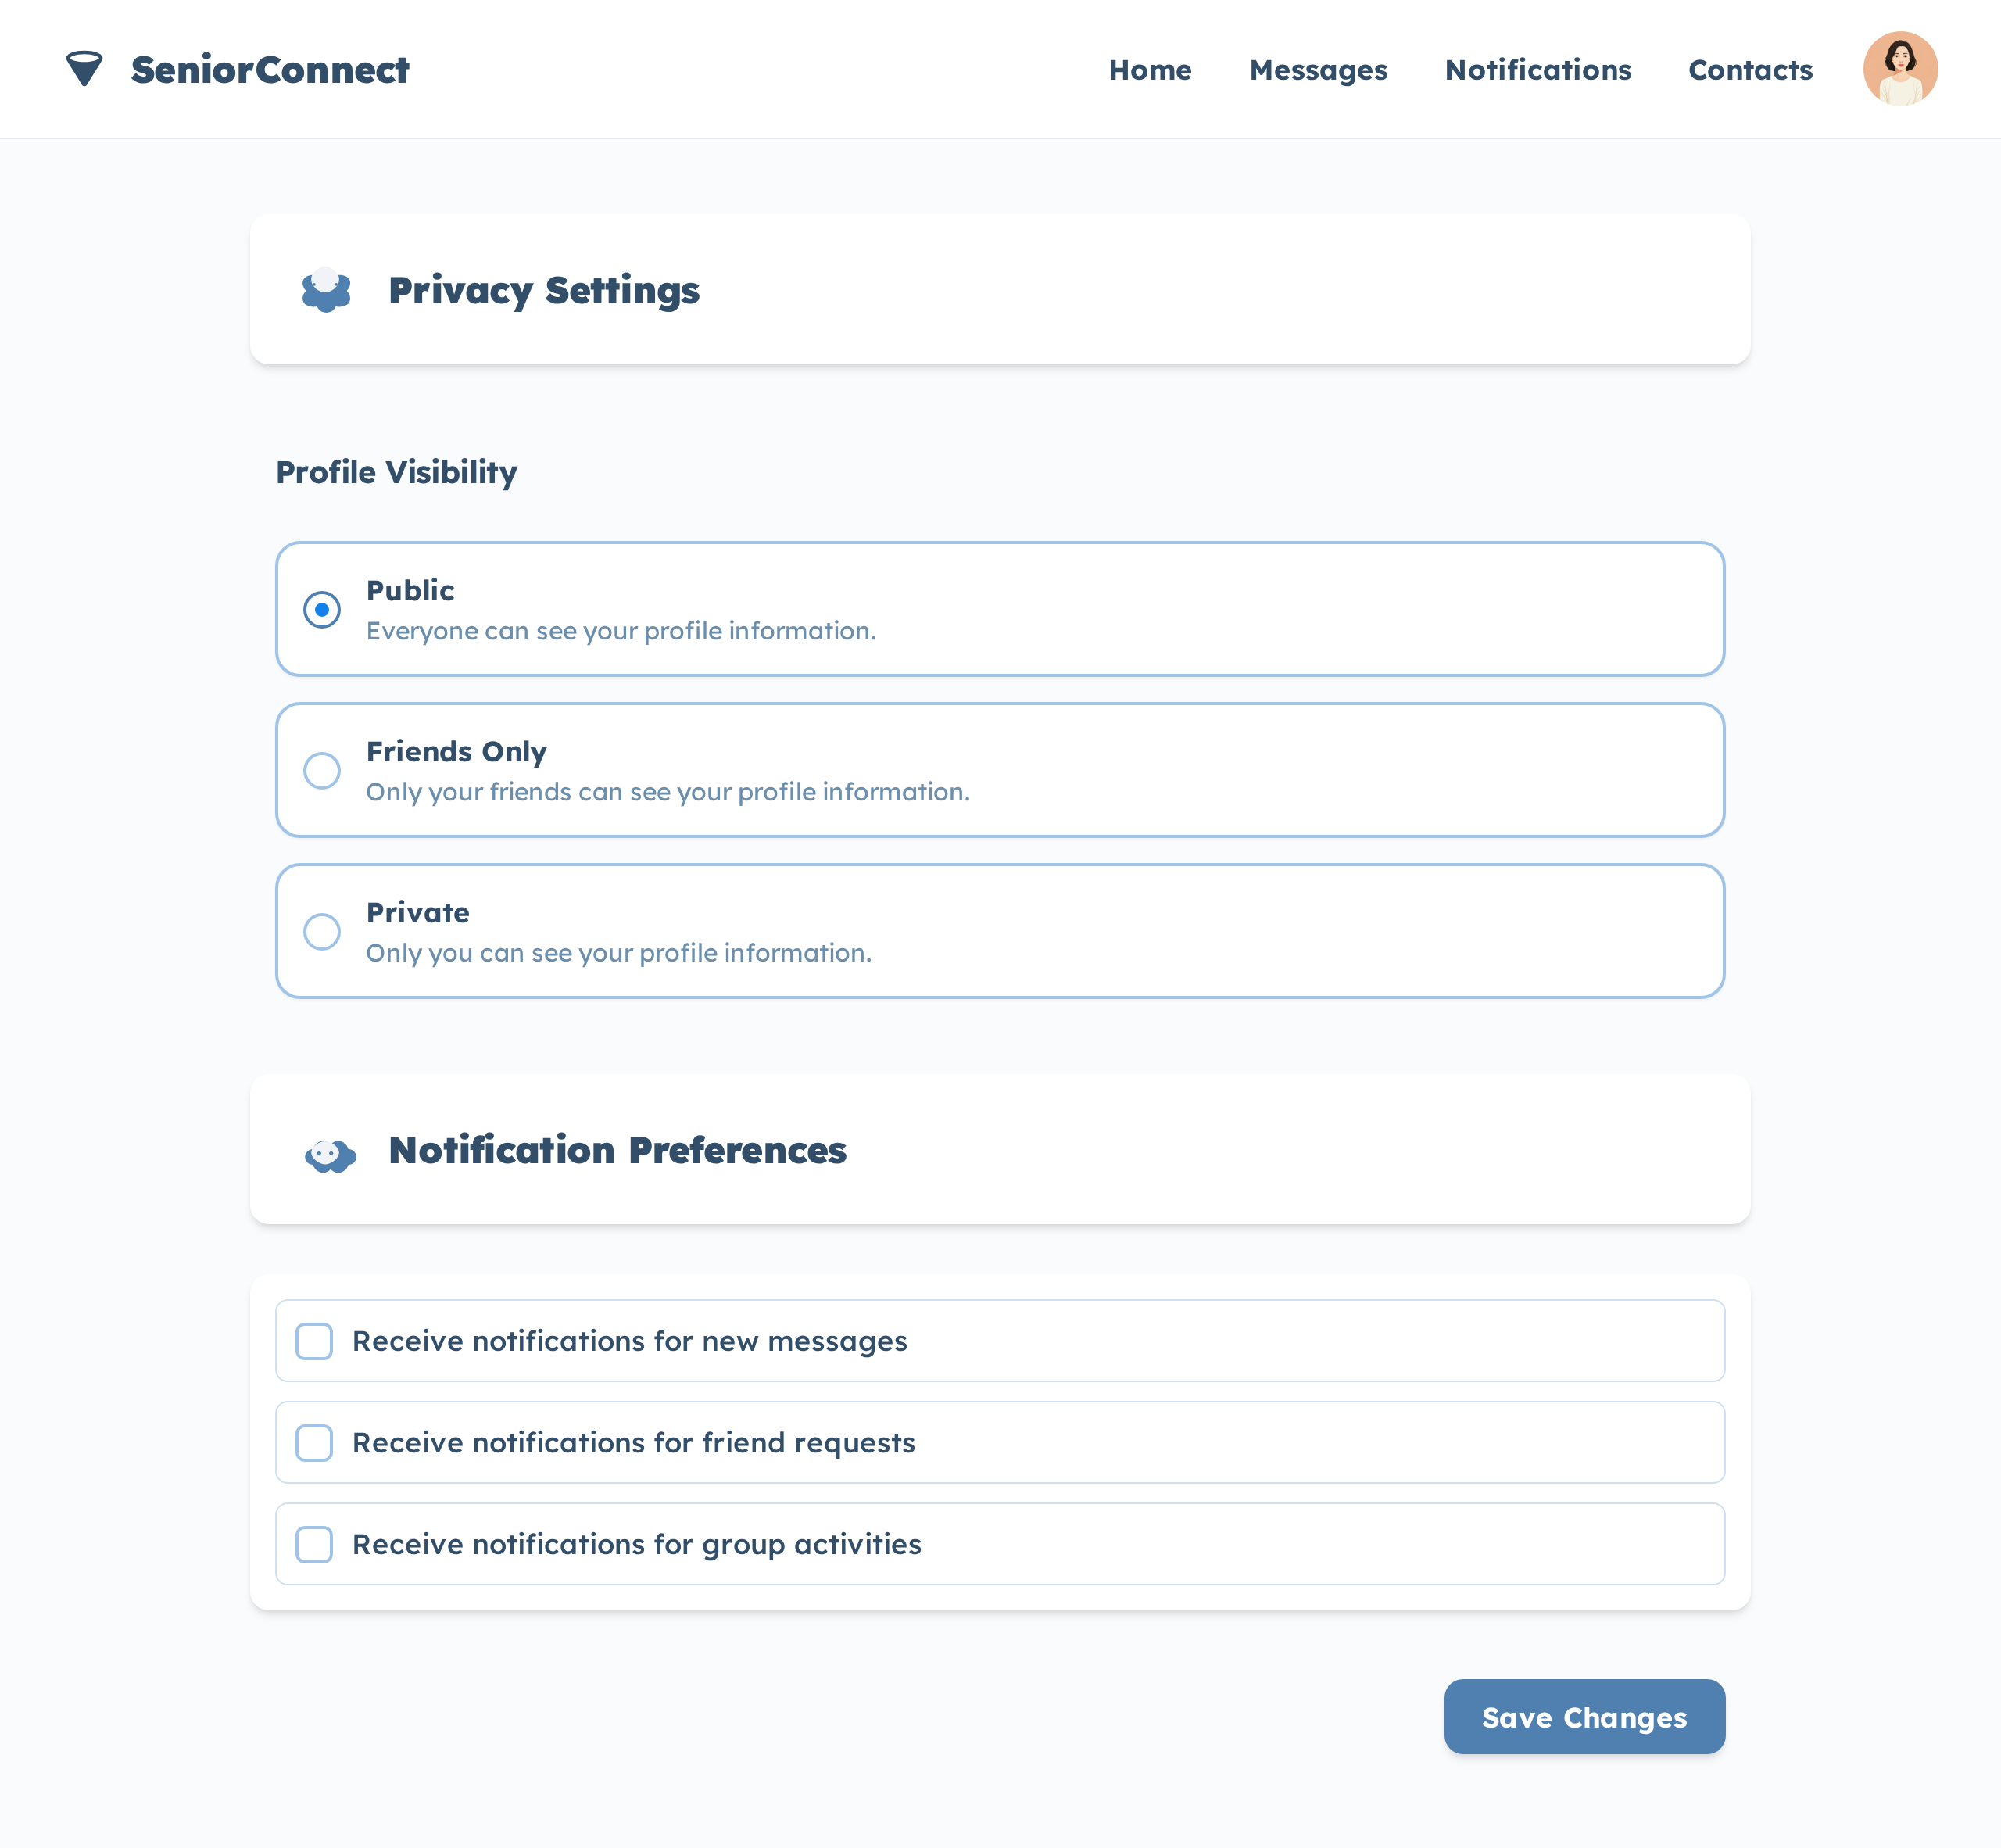 SeniorConnect
Home
Messages
Notifications
Contacts
Privacy Settings
Profile Visibility
Public
Everyone can see your profile information.
Friends Only
Only your friends can see your profile information.
Private
Only you can see your profile information.
Notification Preferences
Receive notifications for new messages
Receive notifications for friend requests
Receive notifications for group activities
Save Changes